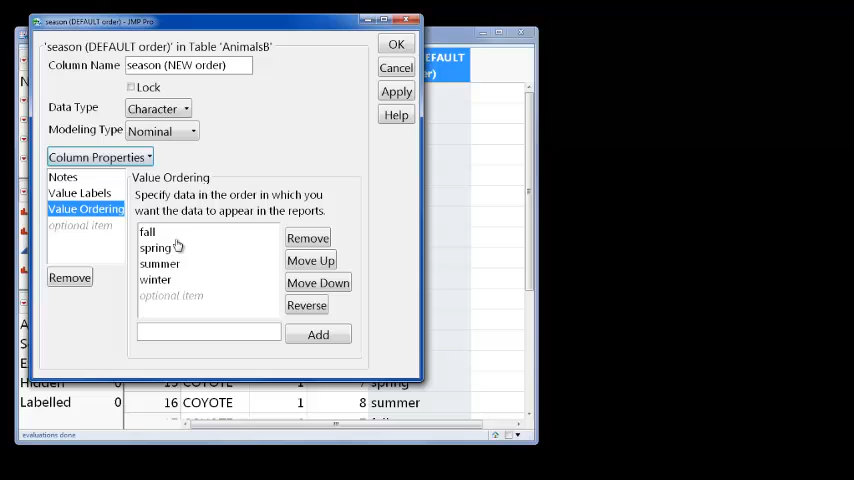 season (DEFAULT order) - JMP Pro
'season (DEFAULT order)' in Table 'AnimalsB'
OK
Column Name season (NEW order)
Cancel
Lock
Apply
Data Type Character
Help
Modeling Type Nominal
Column Properties
Notes
Value Labels
Value Ordering
optional item
Remove
Value Ordering
Specify data in the order in which you
want the data to appear in the reports.
fall
spring
summer
winter
optional item
Remove
Move Up
Move Down
Reverse
Add
Hidden 0
Labelled 0
15 COYOTE 1 7 spring
16 COYOTE 1 8 summer
evaluations done